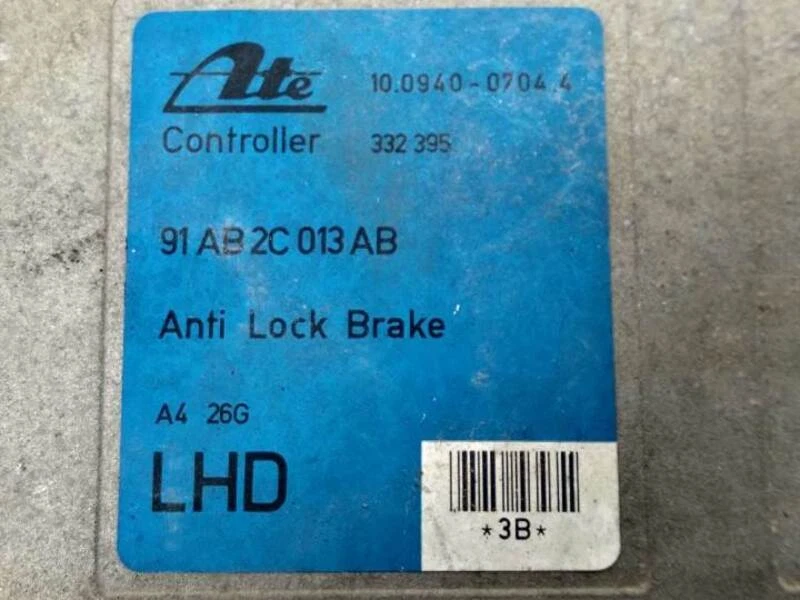 Ate 10.0940-0704.4
Controller 332 395
91 AB 2C 013 AB
Anti Lock Brake
A4 26G
LHD
*3B*